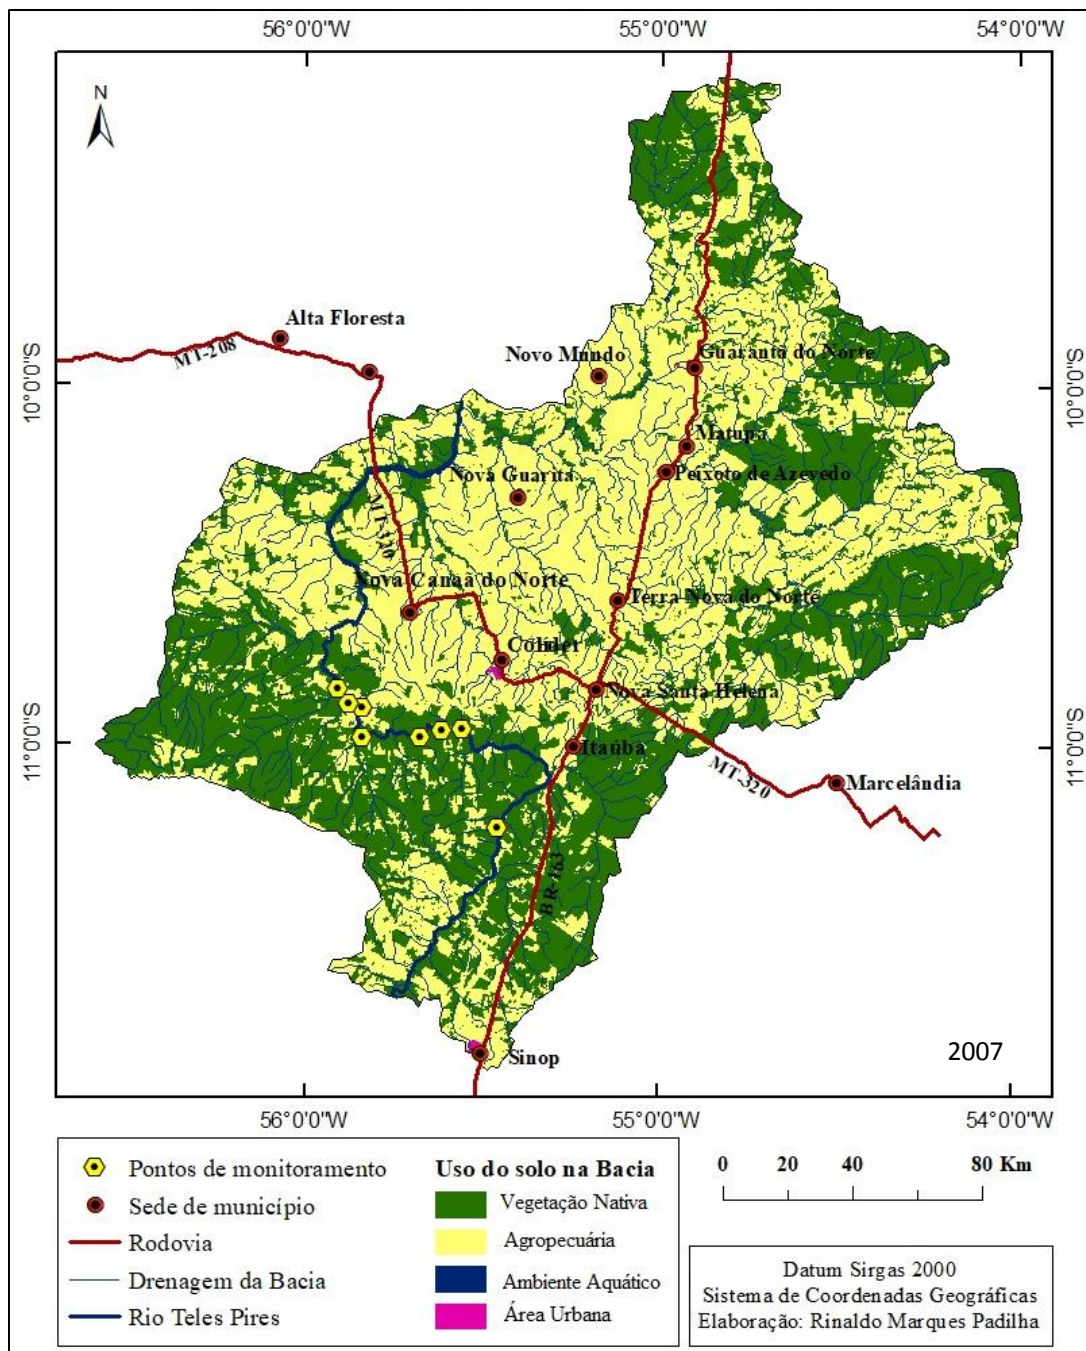 56°0'0"W 55°0'0"W 54°0'0"W
N
Alta Floresta
MT-208
Novo Mundo
Guarantã do Norte
10°0'0"S
10°0'0"S
Matupá
Nova Guarita
Peixoto de Azevedo
MT-320
Nova Canaã do Norte
Terra Nova do Norte
Colíder
Nova Santa Helena
11°0'0"S
11°0'0"S
Itaúba
MT-320
Marcelândia
BR-163
Sinop
2007
56°0'0"W 55°0'0"W 54°0'0"W
Pontos de monitoramento
Sede de município
Rodovia
Drenagem da Bacia
Rio Teles Pires
Uso do solo na Bacia
Vegetação Nativa
Agropecuária
Ambiente Aquático
Área Urbana
0 20 40 80 Km
Datum Sirgas 2000
Sistema de Coordenadas Geográficas
Elaboração: Rinaldo Marques Padilha